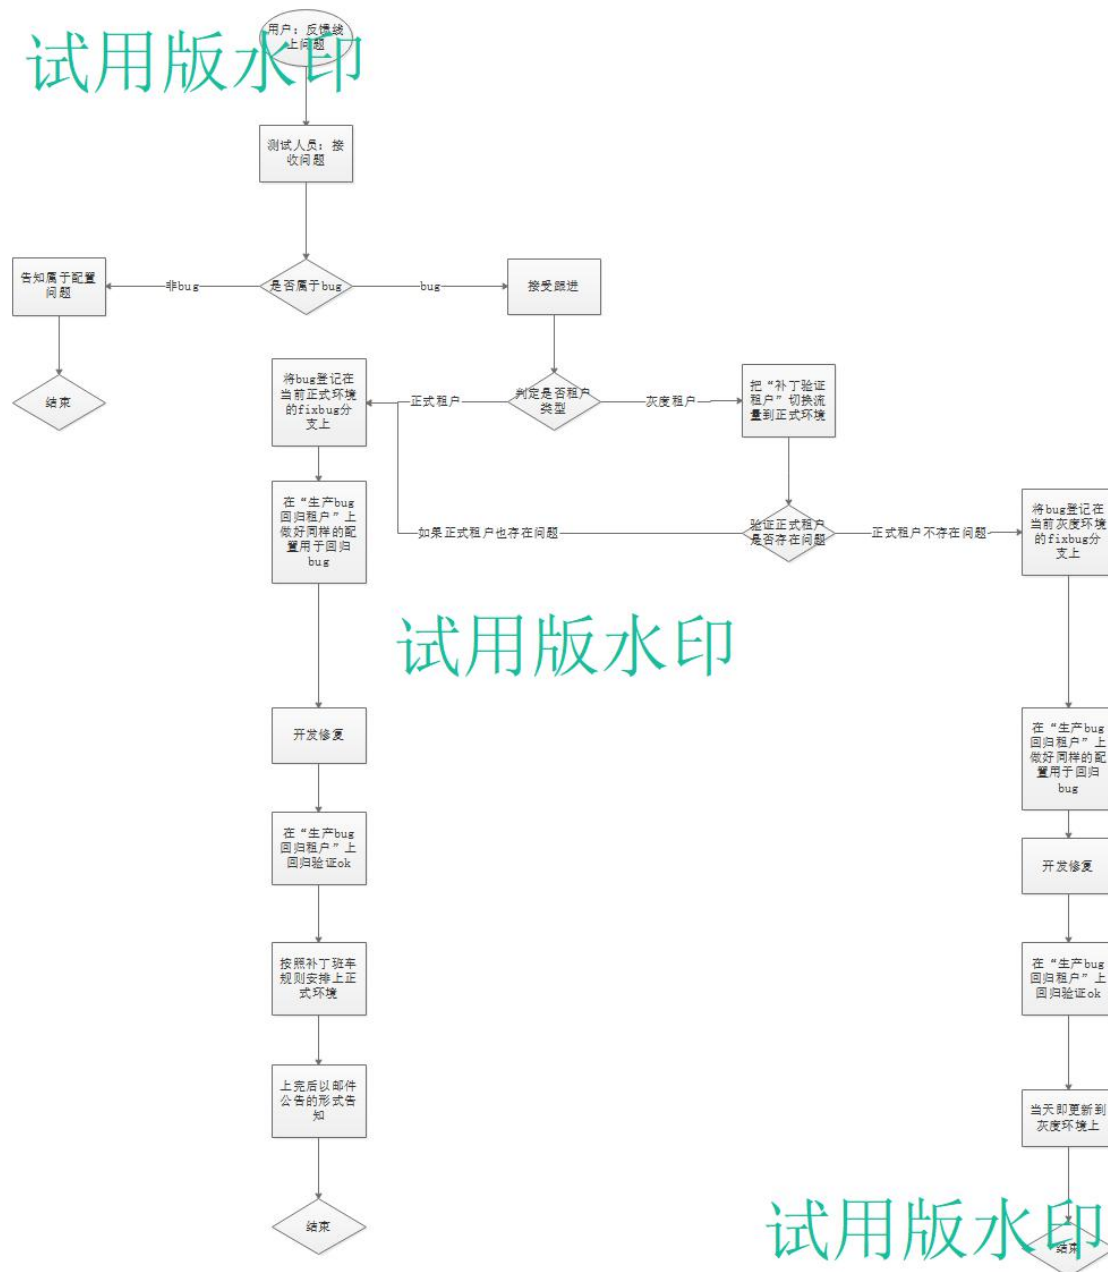 用户：反馈线
上问题
试用版水印
测试人员：接
收问题
告知属于配置
问题
非bug
是否属于bug
bug
接受跟进
结束
将bug登记在
当前正式环境
的fixbug分
支上
正式租户
判定是否租户
类型
灰度租户
把“补丁验证
租户”切换流
量到正式环境
在“生产bug
回归租户”上
做好同样的配
置用于回归
bug
如果正式租户也存在问题
验证正式租户
是否存在问题
正式租户不存在问题
将bug登记在
当前灰度环境
的fixbug分
支上
试用版水印
开发修复
在“生产bug
回归租户”上
做好同样的配
置用于回归
bug
在“生产bug
回归租户”上
回归验证ok
开发修复
按照补丁班车
规则安排上正
式环境
在“生产bug
回归租户”上
回归验证ok
上完后以邮件
公告的形式告
知
当天即更新到
灰度环境上
结束
试用版水印
结束